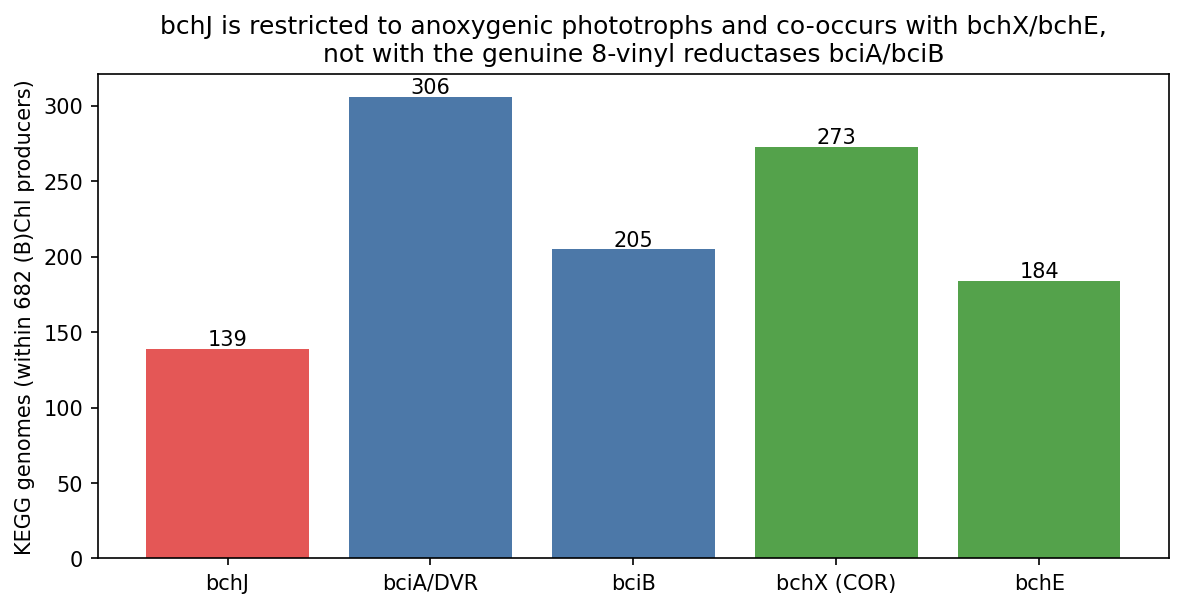 bchJ is restricted to anoxygenic phototrophs and co-occurs with bchX/bchE,
not with the genuine 8-vinyl reductases bciA/bciB
KEGG genomes (within 682 (B)Chl producers)
300
250
200
150
100
50
0
139
306
205
273
184
bchJ
bciA/DVR
bciB
bchX (COR)
bchE